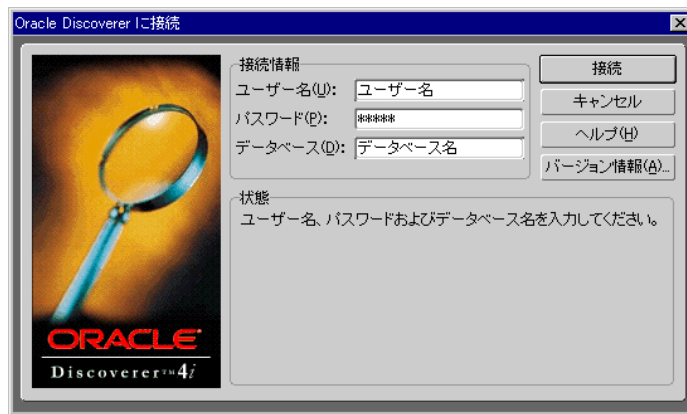 Oracle Discoverer に接続
接続情報
ユーザー名(U): ユーザー名
パスワード(P): *****
データベース(D): データベース名
接続
キャンセル
ヘルプ(H)
バージョン情報(A)...
状態
ユーザー名、パスワードおよびデータベース名を入力してください。
ORACLE
Discoverer™4i